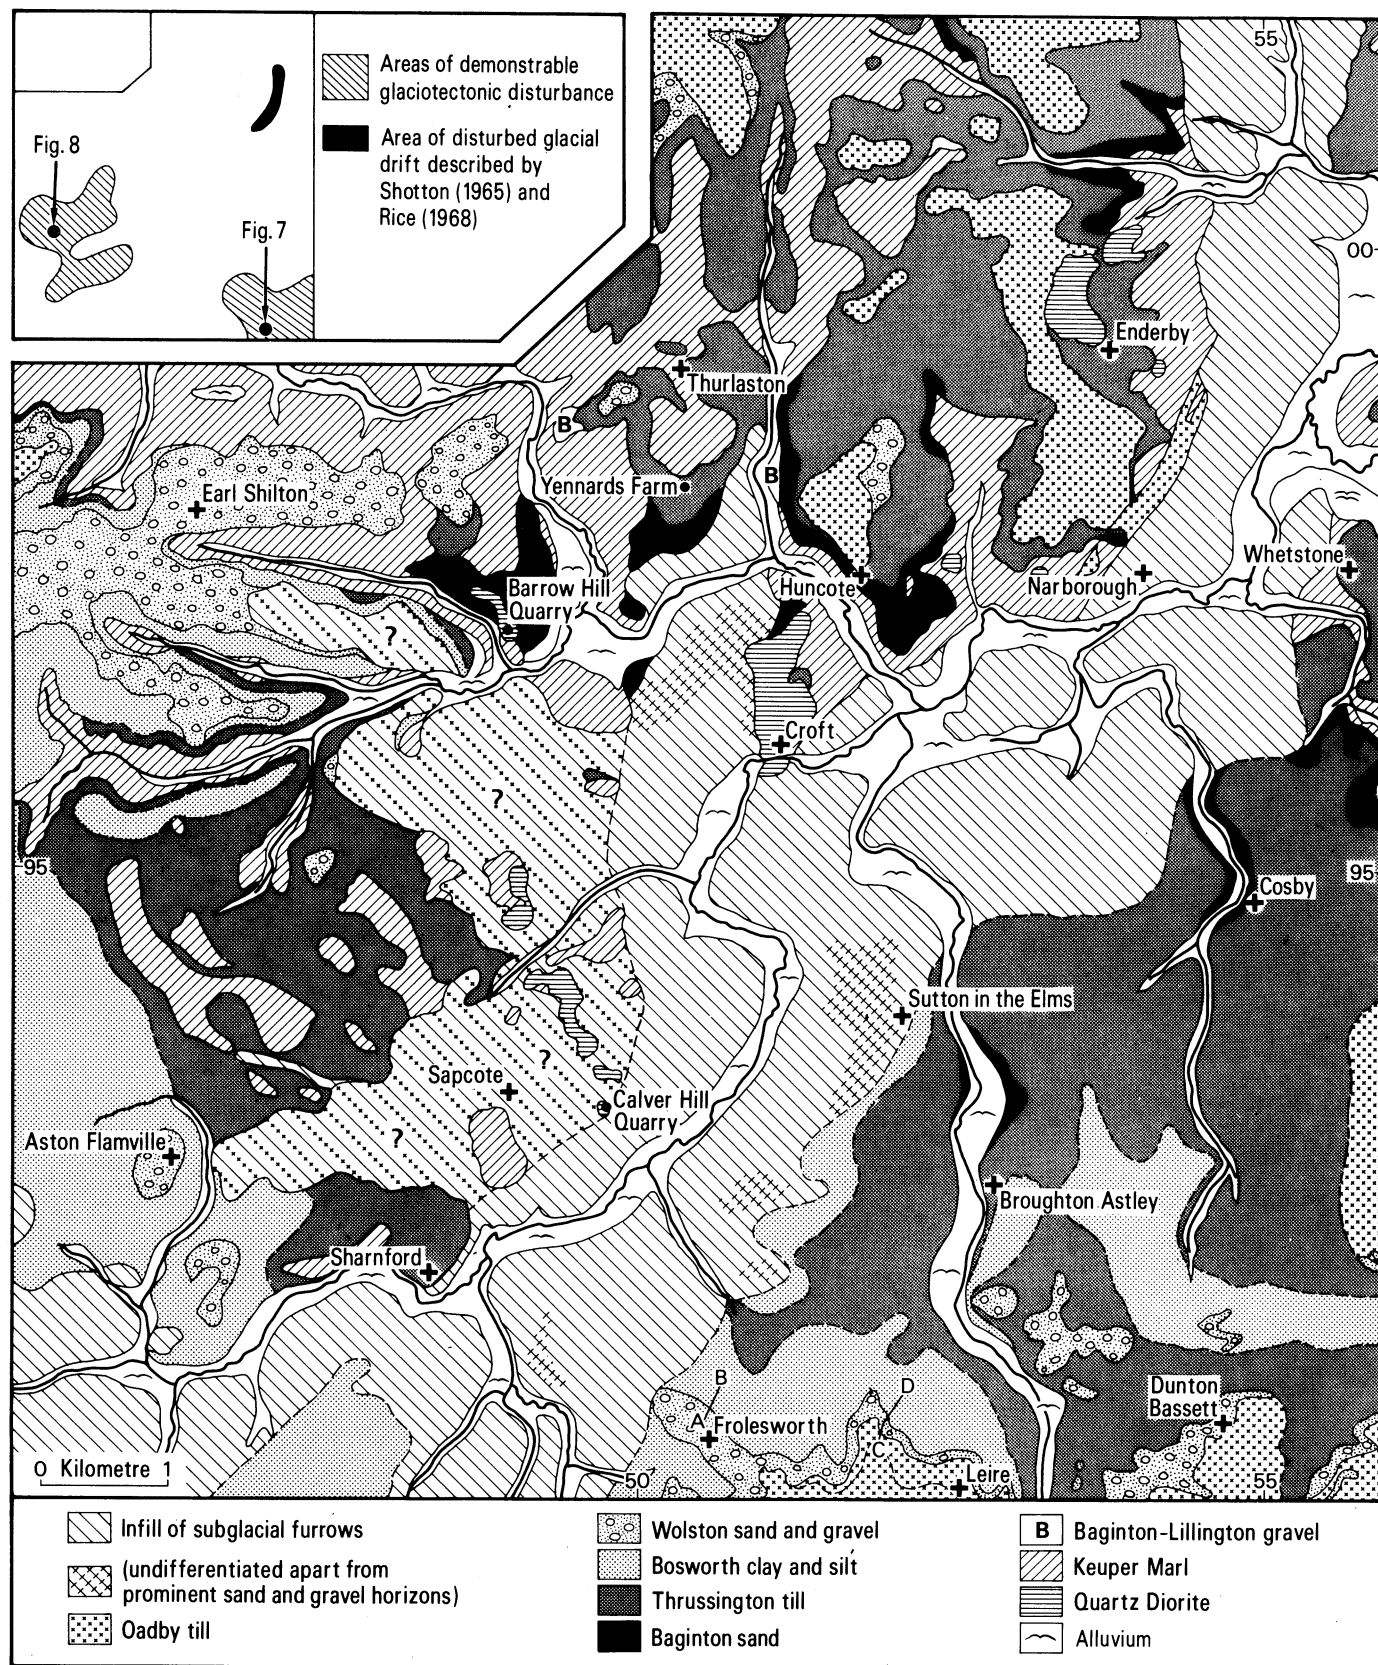 Areas of demonstrable
glaciotectonic disturbance
Area of disturbed glacial
drift described by
Shotton (1965) and
Rice (1968)
Fig. 8
Fig. 7
55
00
Enderby
Thurlaston
B
B
Yennards Farm
Earl Shilton
Barrow Hill
Quarry
Huncote
Narborough
Whetstone
?
Croft
?
95
95
Cosby
Sutton in the Elms
?
Sapcote
Calver Hill
Quarry
?
Aston Flamville
Broughton Astley
Sharnford
B
D
A
Frolesworth
C
Dunton
Bassett
Leire
0 Kilometre 1
50
55
Infill of subglacial furrows
(undifferentiated apart from
prominent sand and gravel horizons)
Oadby till
Wolston sand and gravel
Bosworth clay and silt
Thrussington till
Baginton sand
B Baginton-Lillington gravel
Keuper Marl
Quartz Diorite
Alluvium